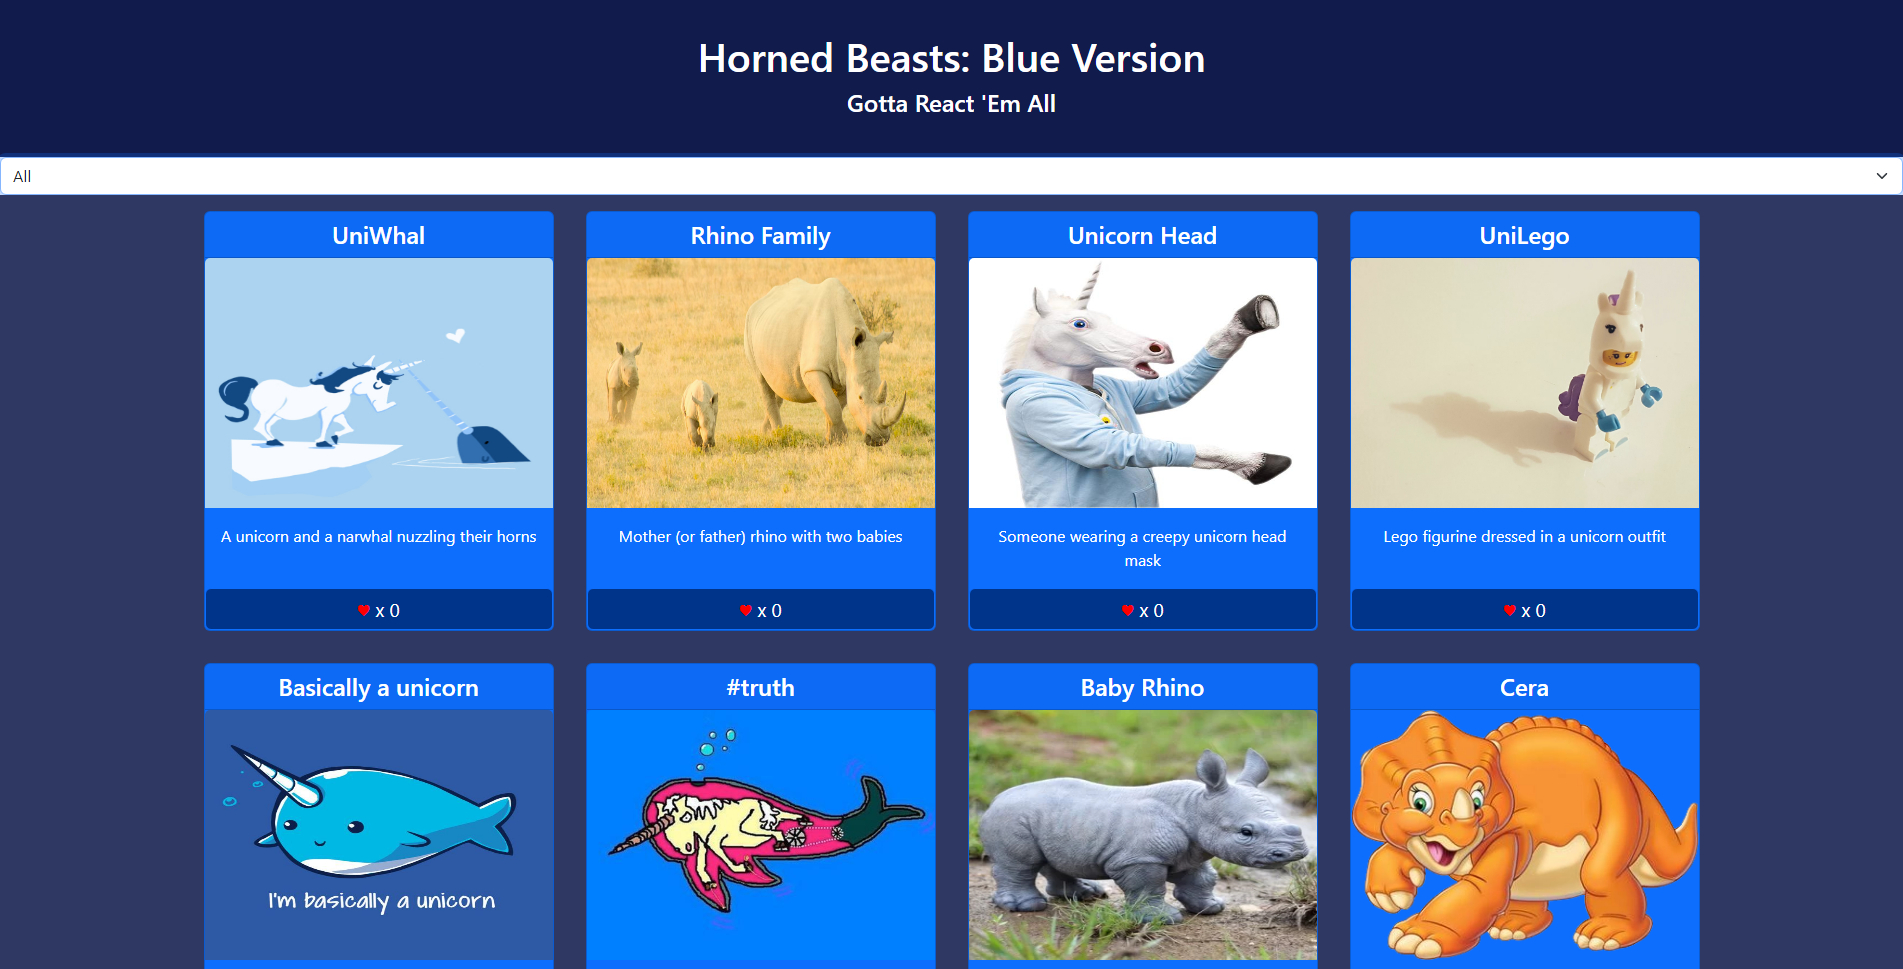 Horned Beasts: Blue Version
Gotta React 'Em All
All
UniWhal
Rhino Family
Unicorn Head
UniLego
A unicorn and a narwhal nuzzling their horns
Mother (or father) rhino with two babies
Someone wearing a creepy unicorn head
mask
Lego figurine dressed in a unicorn outfit
x 0
x 0
x 0
x 0
Basically a unicorn
#truth
Baby Rhino
Cera
I'm basically a unicorn